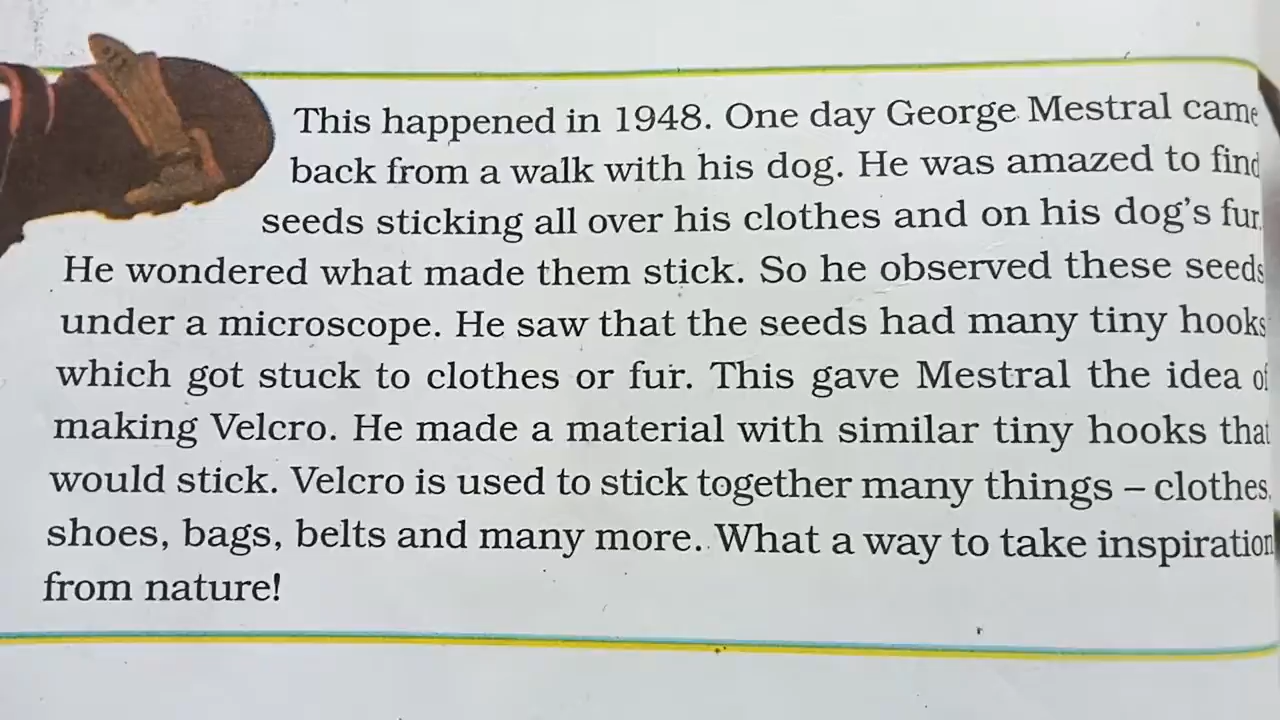 This happened in 1948. One day George Mestral came
back from a walk with his dog. He was amazed to find
seeds sticking all over his clothes and on his dog's fur.
He wondered what made them stick. So he observed these seeds
under a microscope. He saw that the seeds had many tiny hooks
which got stuck to clothes or fur. This gave Mestral the idea of
making Velcro. He made a material with similar tiny hooks that
would stick. Velcro is used to stick together many things – clothes,
shoes, bags, belts and many more. What a way to take inspiration
from nature!